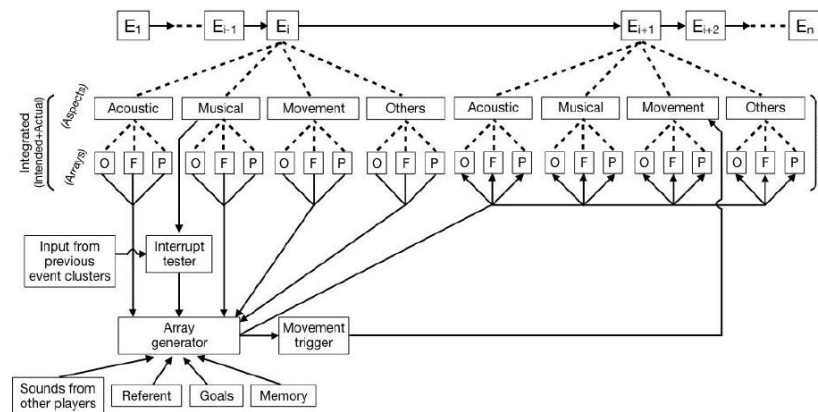 E1 Ei-1 Ei Ei+1 Ei+2 En
Integrated
(Intended+Actual)
(Aspects)
Acoustic Musical Movement Others Acoustic Musical Movement Others
(Arrays)
O F P O F P O F P O F P O F P O F P O F P O F P
Input from
previous
event clusters
Interrupt
tester
Array
generator
Movement
trigger
Sounds from
other players
Referent Goals Memory